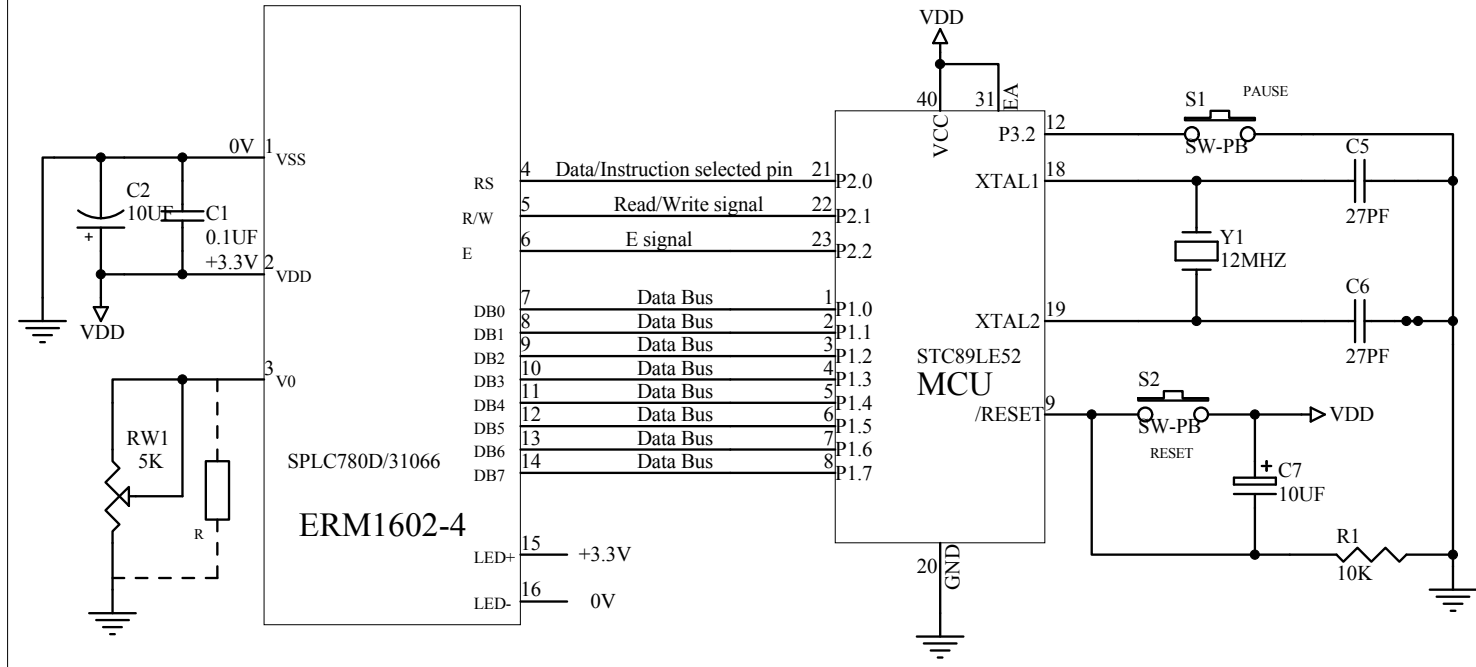 0V
1
VSS
C2
10UF
C1
0.1UF
+3.3V
2
VDD
VDD
3
V0
RW1
5K
R
SPLC780D/31066
ERM1602-4
RS
4
Data/Instruction selected pin
21
P2.0
R/W
5
Read/Write signal
22
P2.1
E
6
E signal
23
P2.2
DB0
7
Data Bus
1
P1.0
DB1
8
Data Bus
2
P1.1
DB2
9
Data Bus
3
P1.2
DB3
10
Data Bus
4
P1.3
DB4
11
Data Bus
5
P1.4
DB5
12
Data Bus
6
P1.5
DB6
13
Data Bus
7
P1.6
DB7
14
Data Bus
8
P1.7
LED+
15
+3.3V
LED-
16
0V
VDD
40
VCC
31
EA
P3.2
12
S1
PAUSE
SW-PB
XTAL1
18
C5
27PF
Y1
12MHZ
XTAL2
19
C6
27PF
STC89LE52
MCU
/RESET
9
S2
SW-PB
RESET
VDD
C7
+
10UF
R1
10K
20
GND
+